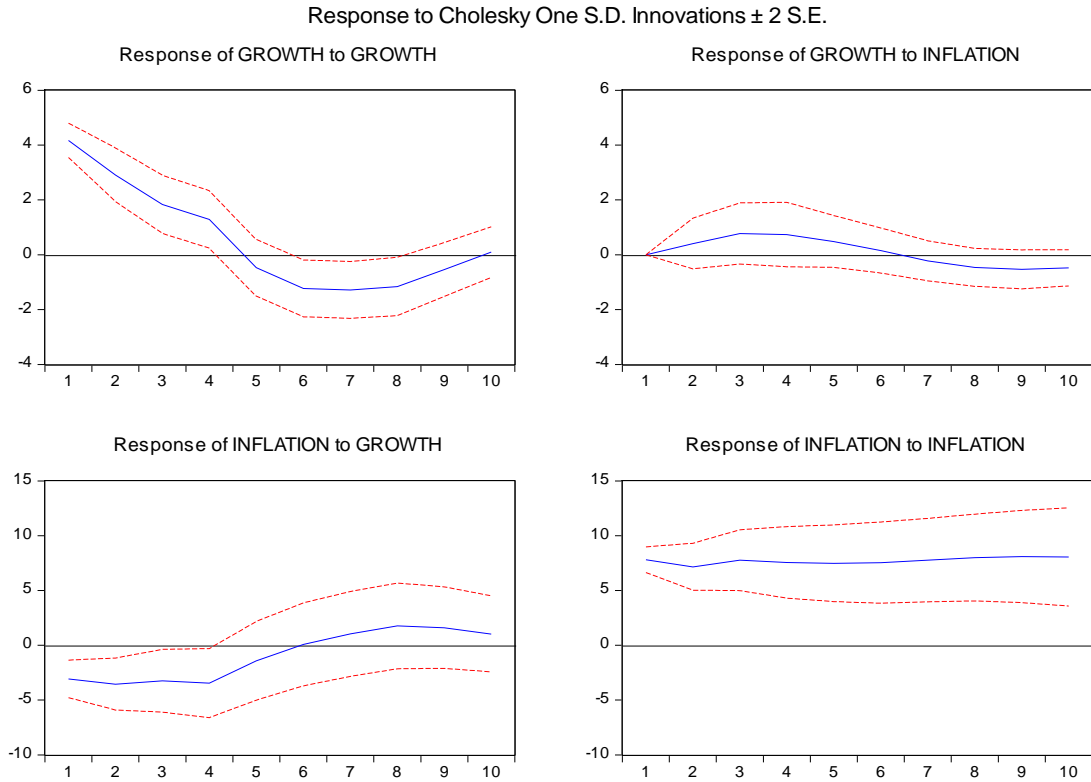 Response to Cholesky One S.D. Innovations ± 2 S.E.
Response of GROWTH to GROWTH
6
4
2
0
-2
-4
1 2 3 4 5 6 7 8 9 10
Response of GROWTH to INFLATION
6
4
2
0
-2
-4
1 2 3 4 5 6 7 8 9 10
Response of INFLATION to GROWTH
15
10
5
0
-5
-10
1 2 3 4 5 6 7 8 9 10
Response of INFLATION to INFLATION
15
10
5
0
-5
-10
1 2 3 4 5 6 7 8 9 10